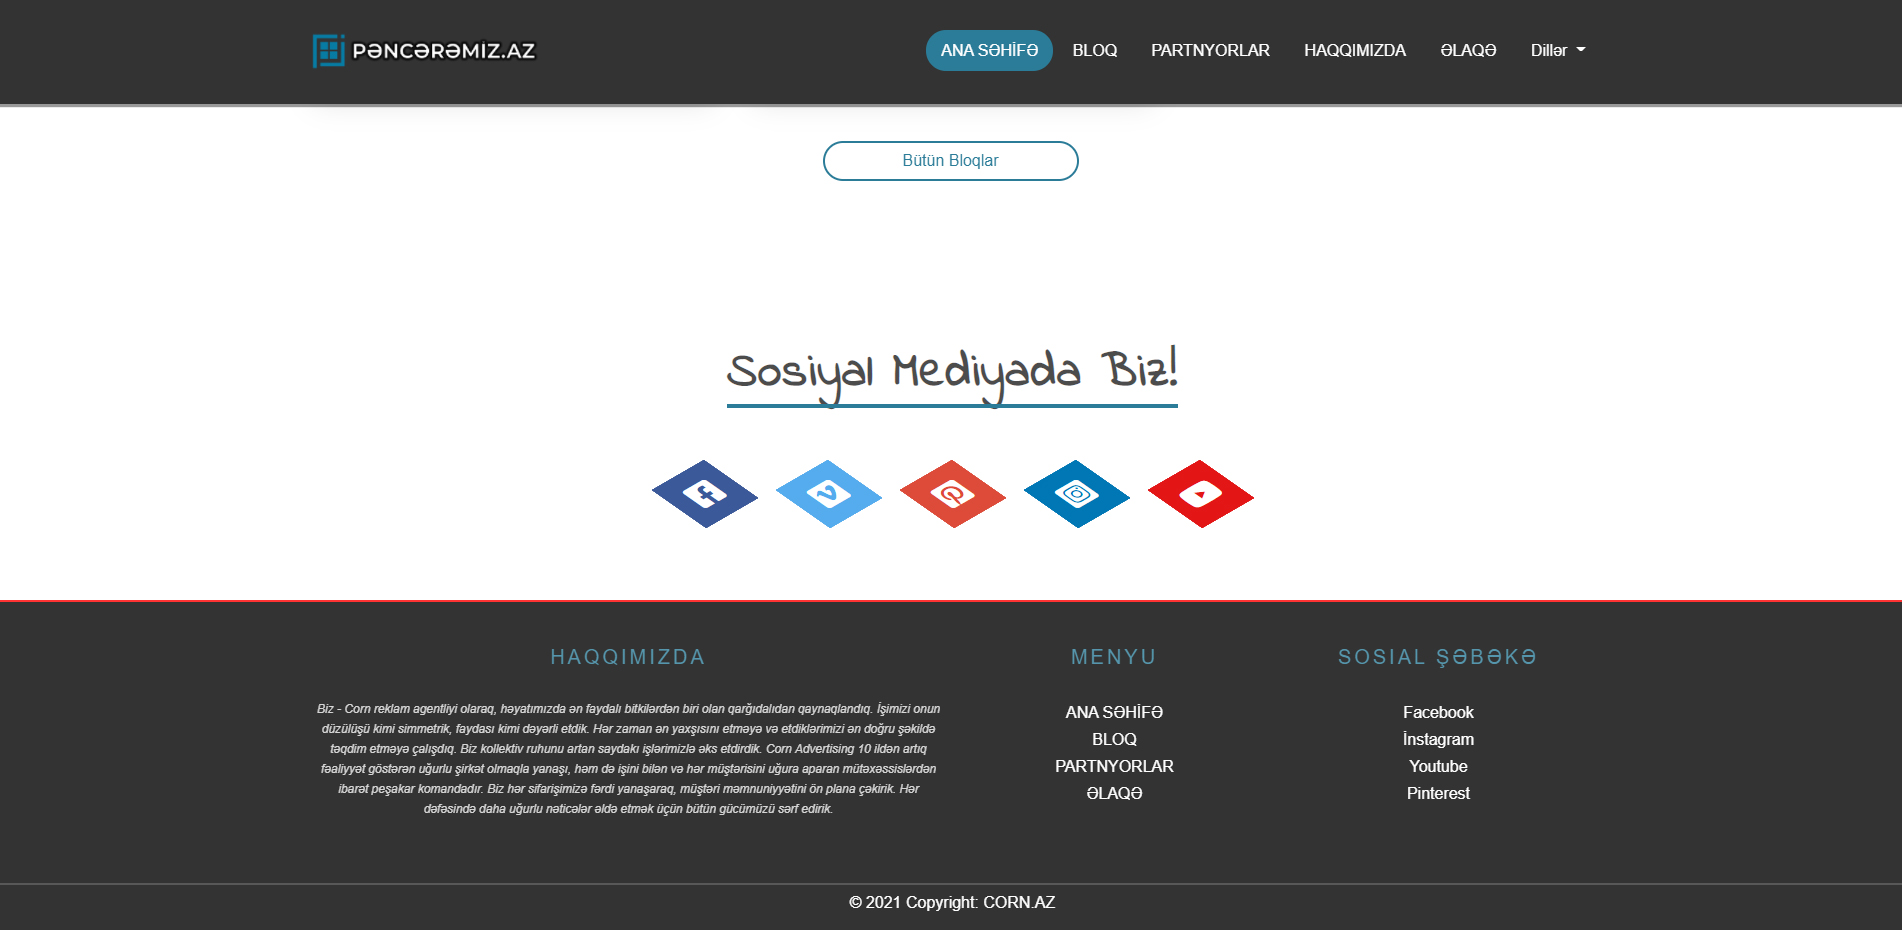 PƏNCƏRƏMİZ.AZ
ANA SƏHİFƏ
BLOQ
PARTNYORLAR
HAQQIMIZDA
ƏLAQƏ
Dillər
Bütün Bloqlar
Sosiyal Mediyada Biz!
HAQQIMIZDA
Biz - Corn reklam agentliyi olaraq, həyatımızda ən faydalı bitkilərdən biri olan qarğıdalıdan qaynaqlandıq. İşimizi onun
düzülüşü kimi simmetrik, faydası kimi dəyərli etdik. Hər zaman ən yaxşısını etməyə və etdiklərimizi ən doğru şəkildə
təqdim etməyə çalışdıq. Biz kollektiv ruhunu artan saydakı işlərimizlə əks etdirdik. Corn Advertising 10 ildən artıq
fəaliyyət göstərən uğurlu şirkət olmaqla yanaşı, həm də işini bilən və hər müştərisini uğura aparan mütəxəssislərdən
ibarət peşəkar komandadır. Biz hər sifarişimizə fərdi yanaşaraq, müştəri məmnuniyyətini ön plana çəkirik. Hər
dəfəsində daha uğurlu nəticələr əldə etmək üçün bütün gücümüzü sərf edirik.
MENYU
ANA SƏHİFƏ
BLOQ
PARTNYORLAR
ƏLAQƏ
SOSIAL ŞƏBƏKƏ
Facebook
İnstagram
Youtube
Pinterest
© 2021 Copyright: CORN.AZ